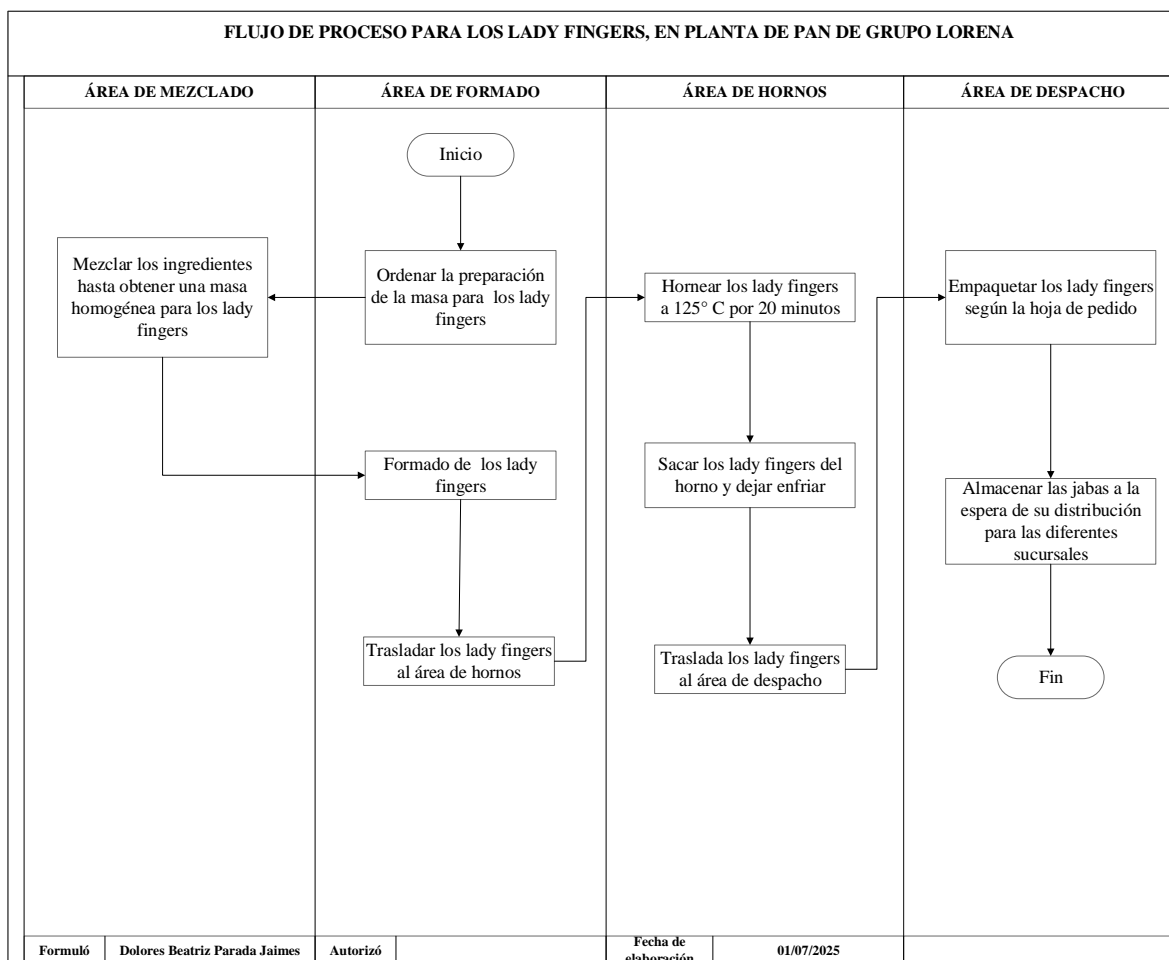 FLUJO DE PROCESO PARA LOS LADY FINGERS, EN PLANTA DE PAN DE GRUPO LORENA
ÁREA DE MEZCLADO
ÁREA DE FORMADO
ÁREA DE HORNOS
ÁREA DE DESPACHO
Inicio
Mezclar los ingredientes
hasta obtener una masa
homogénea para los lady
fingers
Ordenar la preparación
de la masa para los lady
fingers
Hornear los lady fingers
a 125° C por 20 minutos
Empaquetar los lady fingers
según la hoja de pedido
Formado de los lady
fingers
Sacar los lady fingers del
horno y dejar enfriar
Almacenar las jabas a la
espera de su distribución
para las diferentes
sucursales
Trasladar los lady fingers
al área de hornos
Traslada los lady fingers
al área de despacho
Fin
Formuló
Dolores Beatriz Parada Jaimes
Autorizó
Fecha de
elaboración
01/07/2025